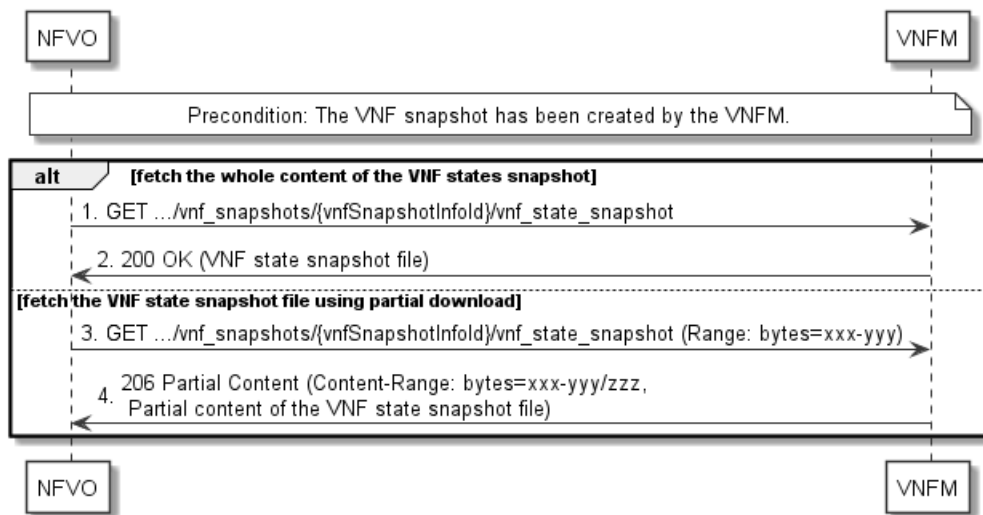 NFVO
VNFM
Precondition: The VNF snapshot has been created by the VNFM.
alt
[fetch the whole content of the VNF states snapshot]
1. GET .../vnf_snapshots/{vnfSnapshotInfoId}/vnf_state_snapshot
2. 200 OK (VNF state snapshot file)
[fetch the VNF state snapshot file using partial download]
3. GET .../vnf_snapshots/{vnfSnapshotInfoId}/vnf_state_snapshot (Range: bytes=xxx-yyy)
4. 206 Partial Content (Content-Range: bytes=xxx-yyy/zzz,
Partial content of the VNF state snapshot file)
NFVO
VNFM